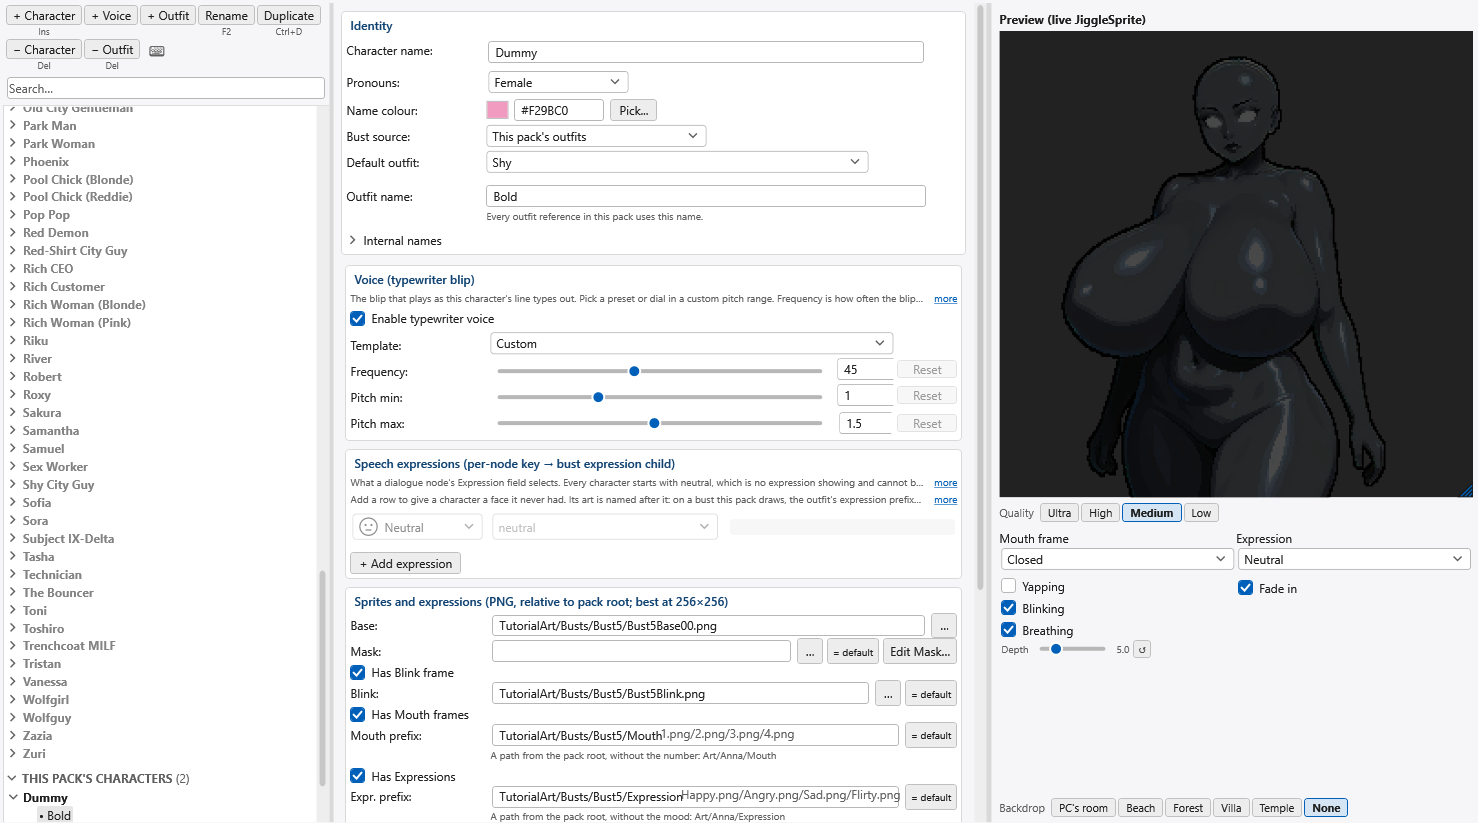 + Character
+ Voice
+ Outfit
Rename
Duplicate
Ins
F2
Ctrl+D
− Character
− Outfit
Del
Del
Search...
Old City Gentleman
Park Man
Park Woman
Phoenix
Pool Chick (Blonde)
Pool Chick (Reddie)
Pop Pop
Red Demon
Red-Shirt City Guy
Rich CEO
Rich Customer
Rich Woman (Blonde)
Rich Woman (Pink)
Riku
River
Robert
Roxy
Sakura
Samantha
Samuel
Sex Worker
Shy City Guy
Sofia
Sora
Subject IX-Delta
Tasha
Technician
The Bouncer
Toni
Toshiro
Trenchcoat MILF
Tristan
Vanessa
Wolfgirl
Wolfguy
Zazia
Zuri
THIS PACK'S CHARACTERS (2)
Dummy
• Bold
Identity
Character name: Dummy
Pronouns: Female
Name colour: #F29BC0 Pick...
Bust source: This pack's outfits
Default outfit: Shy
Outfit name: Bold
Every outfit reference in this pack uses this name.
Internal names
Voice (typewriter blip)
The blip that plays as this character's line types out. Pick a preset or dial in a custom pitch range. Frequency is how often the blip... more
Enable typewriter voice
Template: Custom
Frequency: 45 Reset
Pitch min: 1 Reset
Pitch max: 1.5 Reset
Speech expressions (per-node key → bust expression child)
What a dialogue node's Expression field selects. Every character starts with neutral, which is no expression showing and cannot b... more
Add a row to give a character a face it never had. Its art is named after it: on a bust this pack draws, the outfit's expression prefix... more
Neutral neutral
+ Add expression
Sprites and expressions (PNG, relative to pack root; best at 256×256)
Base: TutorialArt/Busts/Bust5/Bust5Base00.png ...
Mask: ... = default Edit Mask...
Has Blink frame
Blink: TutorialArt/Busts/Bust5/Bust5Blink.png ... = default
Has Mouth frames
Mouth prefix: TutorialArt/Busts/Bust5/Mouth1.png/2.png/3.png/4.png = default
A path from the pack root, without the number: Art/Anna/Mouth
Has Expressions
Expr. prefix: TutorialArt/Busts/Bust5/ExpressionHappy.png/Angry.png/Sad.png/Flirty.png = default
A path from the pack root, without the mood: Art/Anna/Expression
Preview (live JiggleSprite)
Quality Ultra High Medium Low
Mouth frame Expression
Closed Neutral
Yapping Fade in
Blinking
Breathing
Depth 5.0
Backdrop PC's room Beach Forest Villa Temple None